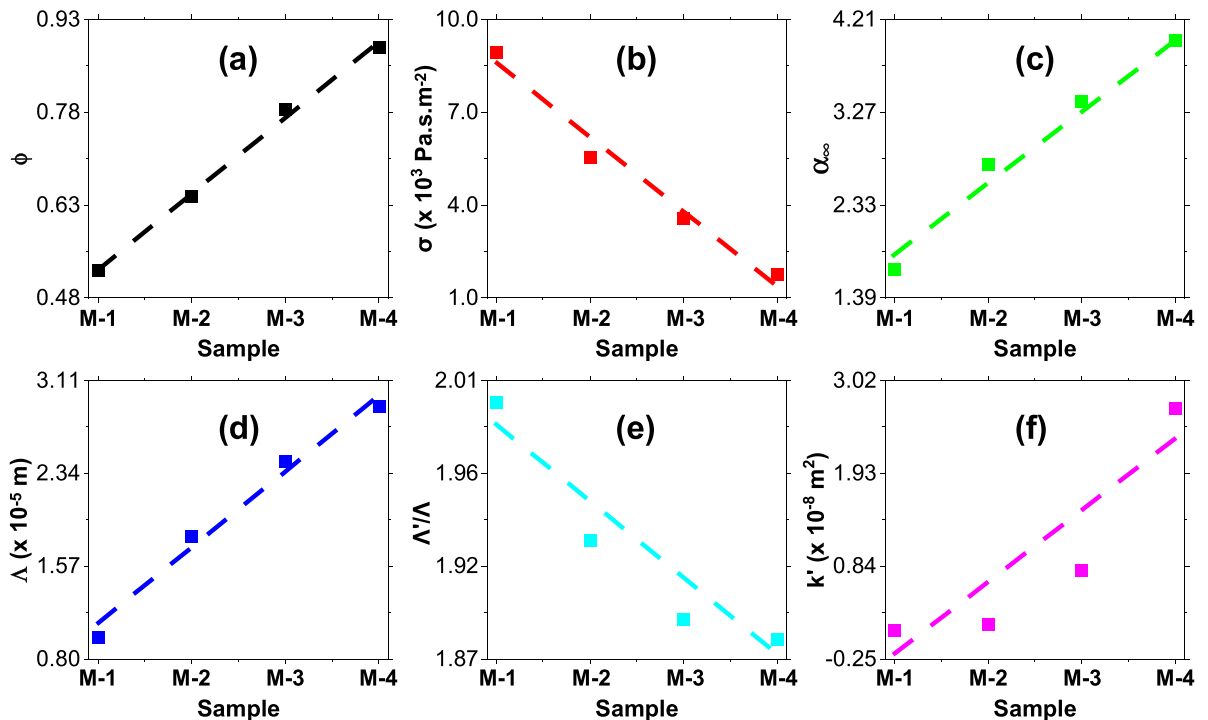 (a)
ϕ
0.93
0.78
0.63
0.48
M-1 M-2 M-3 M-4
Sample
(b)
σ (x 10³ Pa.s.m⁻²)
10.0
7.0
4.0
1.0
M-1 M-2 M-3 M-4
Sample
(c)
α∞
4.21
3.27
2.33
1.39
M-1 M-2 M-3 M-4
Sample
(d)
Λ (x 10⁻⁵ m)
3.11
2.34
1.57
0.80
M-1 M-2 M-3 M-4
Sample
(e)
Λ'/Λ
2.01
1.96
1.92
1.87
M-1 M-2 M-3 M-4
Sample
(f)
k' (x 10⁻⁸ m²)
3.02
1.93
0.84
-0.25
M-1 M-2 M-3 M-4
Sample